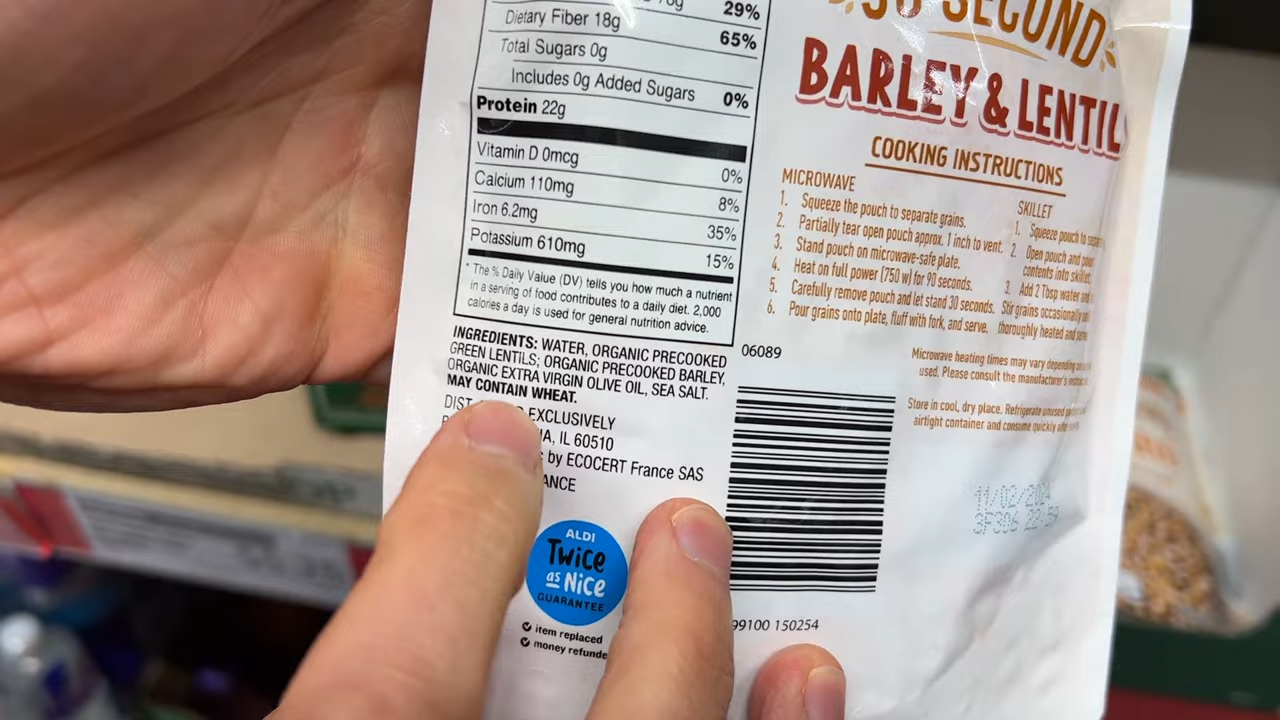 29%
Dietary Fiber 18g 65%
Total Sugars 0g
Includes 0g Added Sugars 0%
Protein 22g
Vitamin D 0mcg 0%
Calcium 110mg 8%
Iron 6.2mg 35%
Potassium 610mg 15%
* The % Daily Value (DV) tells you how much a nutrient
in a serving of food contributes to a daily diet. 2,000
calories a day is used for general nutrition advice.
INGREDIENTS: WATER, ORGANIC PRECOOKED
GREEN LENTILS; ORGANIC PRECOOKED BARLEY,
ORGANIC EXTRA VIRGIN OLIVE OIL, SEA SALT.
MAY CONTAIN WHEAT.
DIST EXCLUSIVELY
IL 60510
by ECOCERT France SAS
ALDI
Twice
as Nice
GUARANTEE
item replaced
money refunde
SECOND
BARLEY & LENTIL
COOKING INSTRUCTIONS
MICROWAVE
1. Squeeze the pouch to separate grains.
2. Partially tear open pouch approx. 1 inch to vent.
3. Stand pouch on microwave-safe plate.
4. Heat on full power (750 w) for 90 seconds.
5. Carefully remove pouch and let stand 30 seconds.
6. Pour grains onto plate, fluff with fork, and serve.
SKILLET
1. Squeeze pouch to
2. Open pouch and
contents into skillet.
3. Add 2 Tbsp water
Stir grains occasionally
thoroughly heated and
Microwave heating times may vary depending
used. Please consult the manufacturer's
Store in cool, dry place. Refrigerate unused
airtight container and consume quickly
06089
99100 150254
11/02/2024
3F306 22:59